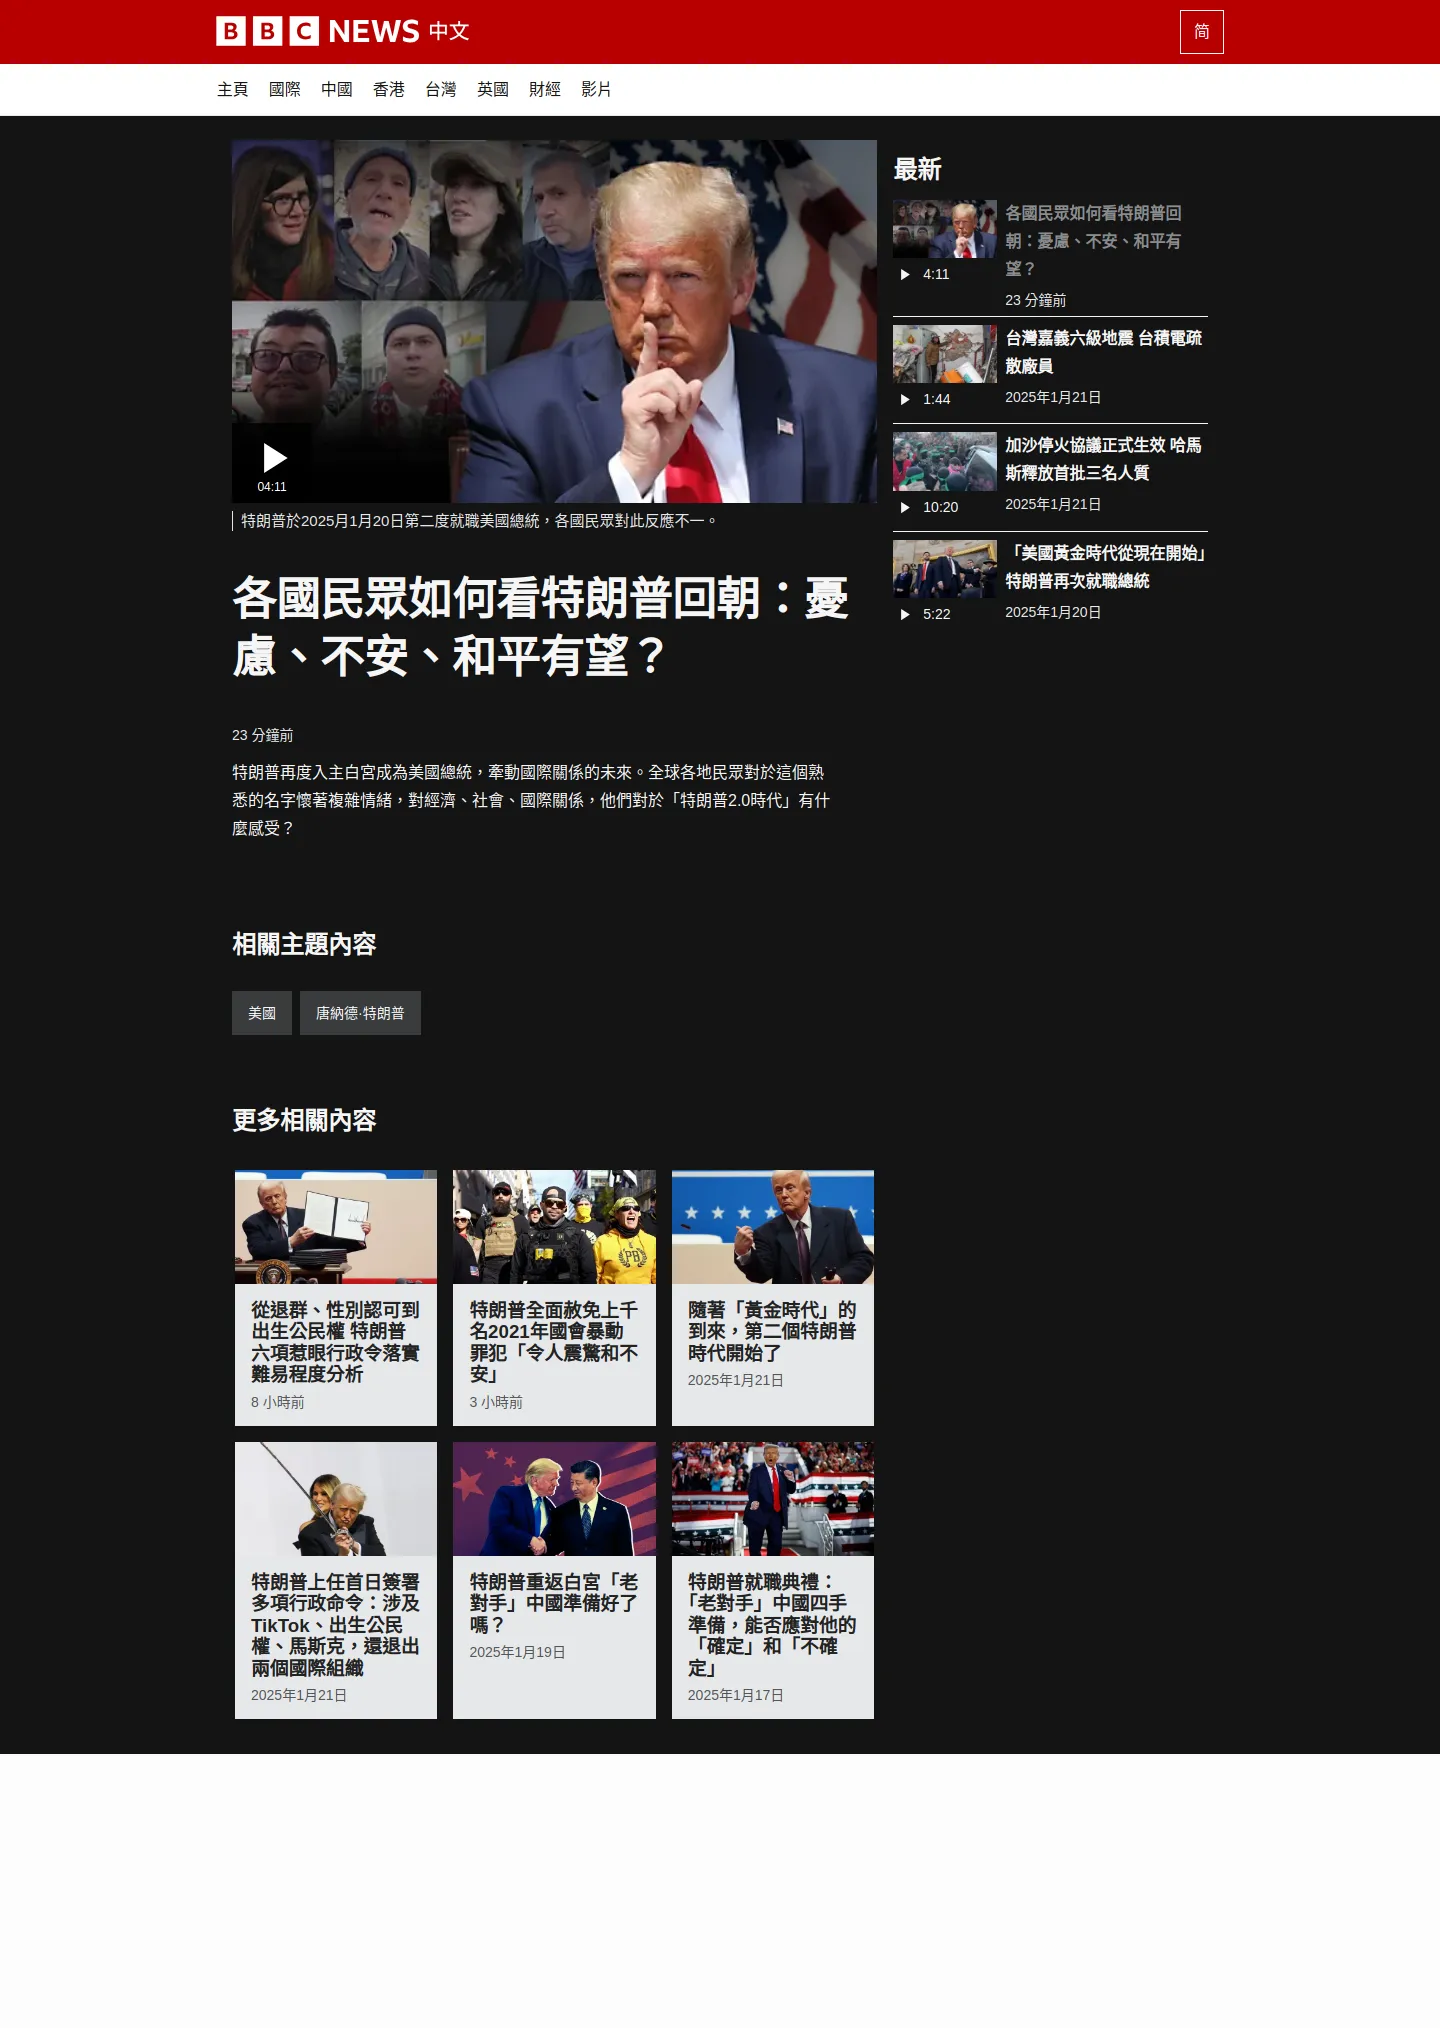 BBC NEWS 中文
简
主頁 國際 中國 香港 台灣 英國 財經 影片
04:11
特朗普於2025月1月20日第二度就職美國總統，各國民眾對此反應不一。
各國民眾如何看特朗普回朝：憂
慮、不安、和平有望？
23 分鐘前
特朗普再度入主白宮成為美國總統，牽動國際關係的未來。全球各地民眾對於這個熟
悉的名字懷著複雜情緒，對經濟、社會、國際關係，他們對於「特朗普2.0時代」有什
麼感受？
最新
各國民眾如何看特朗普回
朝：憂慮、不安、和平有
望？
4:11
23 分鐘前
台灣嘉義六級地震 台積電疏
散廠員
1:44
2025年1月21日
加沙停火協議正式生效 哈馬
斯釋放首批三名人質
10:20
2025年1月21日
「美國黃金時代從現在開始」
特朗普再次就職總統
5:22
2025年1月20日
相關主題內容
美國
唐納德·特朗普
更多相關內容
從退群、性別認可到
出生公民權 特朗普
六項惹眼行政令落實
難易程度分析
8 小時前
PB
特朗普全面赦免上千
名2021年國會暴動
罪犯「令人震驚和不
安」
3 小時前
隨著「黃金時代」的
到來，第二個特朗普
時代開始了
2025年1月21日
特朗普上任首日簽署
多項行政命令：涉及
TikTok、出生公民
權、馬斯克，還退出
兩個國際組織
2025年1月21日
特朗普重返白宮「老
對手」中國準備好了
嗎？
2025年1月19日
特朗普就職典禮：
「老對手」中國四手
準備，能否應對他的
「確定」和「不確
定」
2025年1月17日